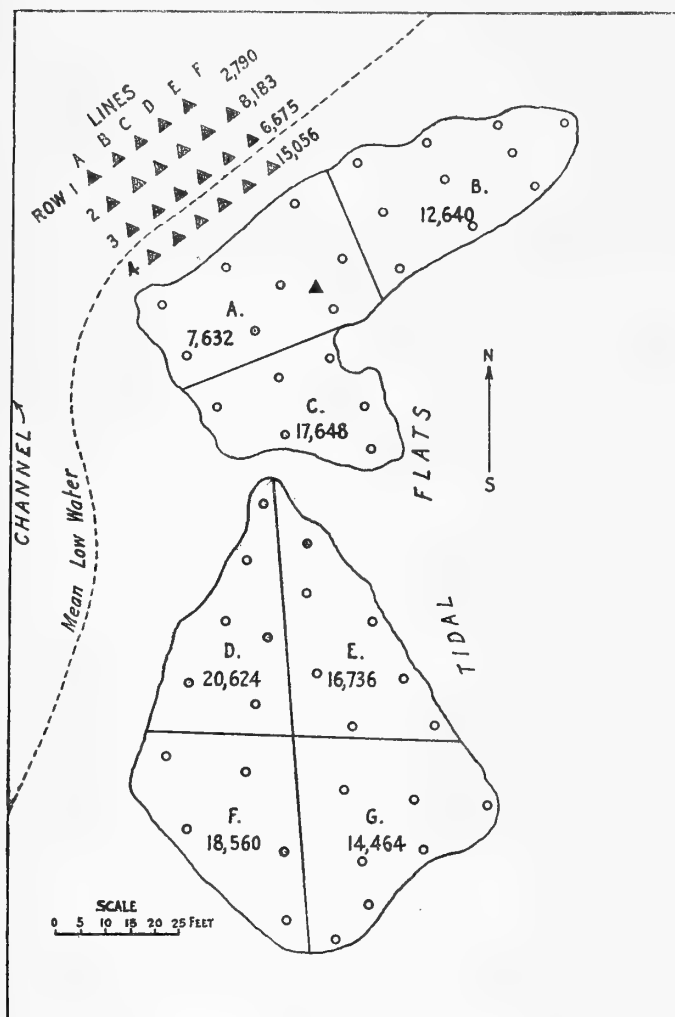 LINES
A B C D E F
ROW 1 2,790
2 8,183
3 6,675
4 15,056
B.
12,640
A.
7,632
C.
17,648
N
S
CHANNEL
Mean Low Water
FLATS
TIDAL
D.
20,624
E.
16,736
F.
18,560
G.
14,464
SCALE
0 5 10 15 20 25 FEET